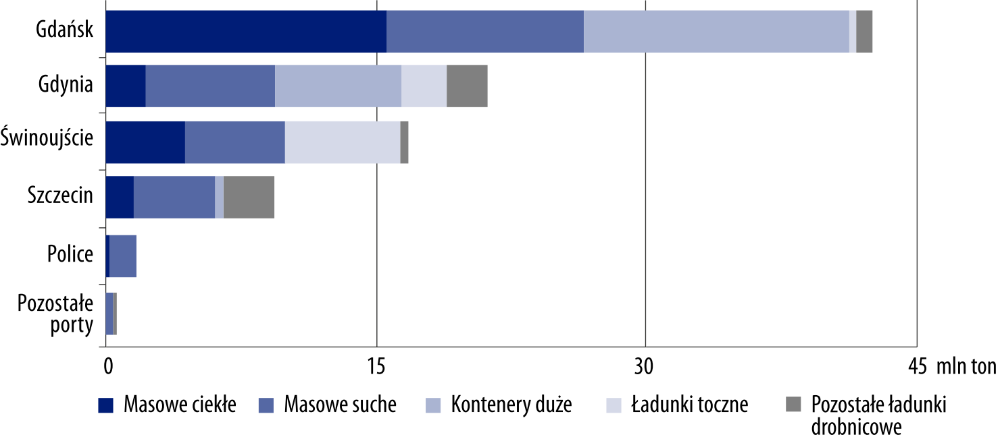 Gdańsk
Gdynia
Świnoujście
Szczecin
Police
Pozostałe
porty
0 15 30 45 mln ton
Masowe ciekłe Masowe suche Kontenery duże Ładunki toczne Pozostałe ładunki
drobnicowe